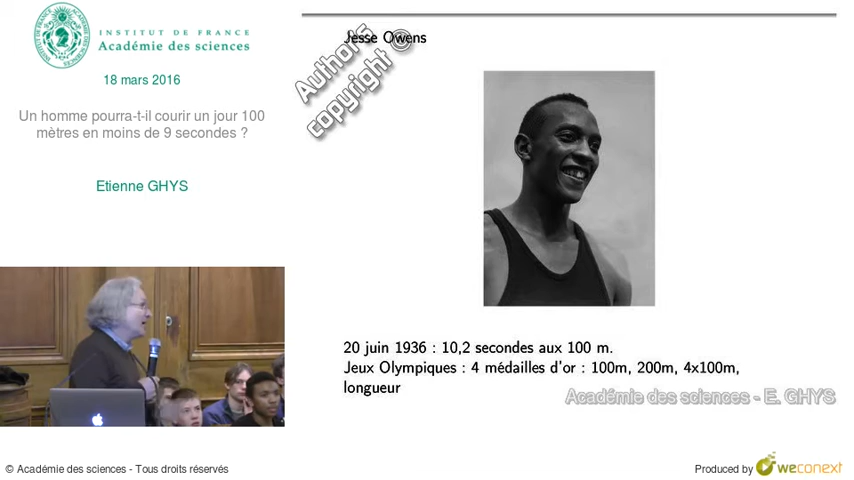 INSTITUT DE FRANCE
Académie des sciences
18 mars 2016
Un homme pourra-t-il courir un jour 100
mètres en moins de 9 secondes ?
Etienne GHYS
Jesse Owens
Authors
copyright ©
20 juin 1936 : 10,2 secondes aux 100 m.
Jeux Olympiques : 4 médailles d'or : 100m, 200m, 4x100m,
longueur
Académie des sciences - E. GHYS
© Académie des sciences - Tous droits réservés
Produced by weconext